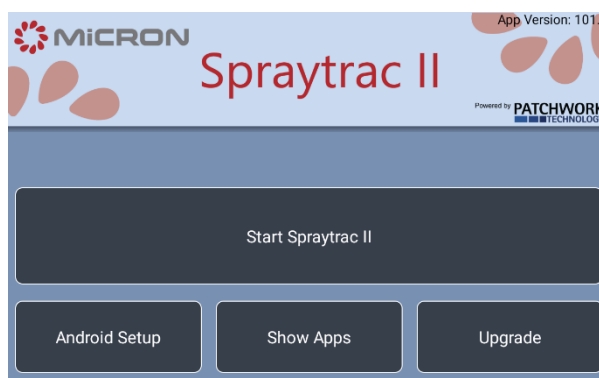 MiCRON
App Version: 101.
Spraytrac II
Powered by PATCHWORK
TECHNOLOG
Start Spraytrac II
Android Setup
Show Apps
Upgrade